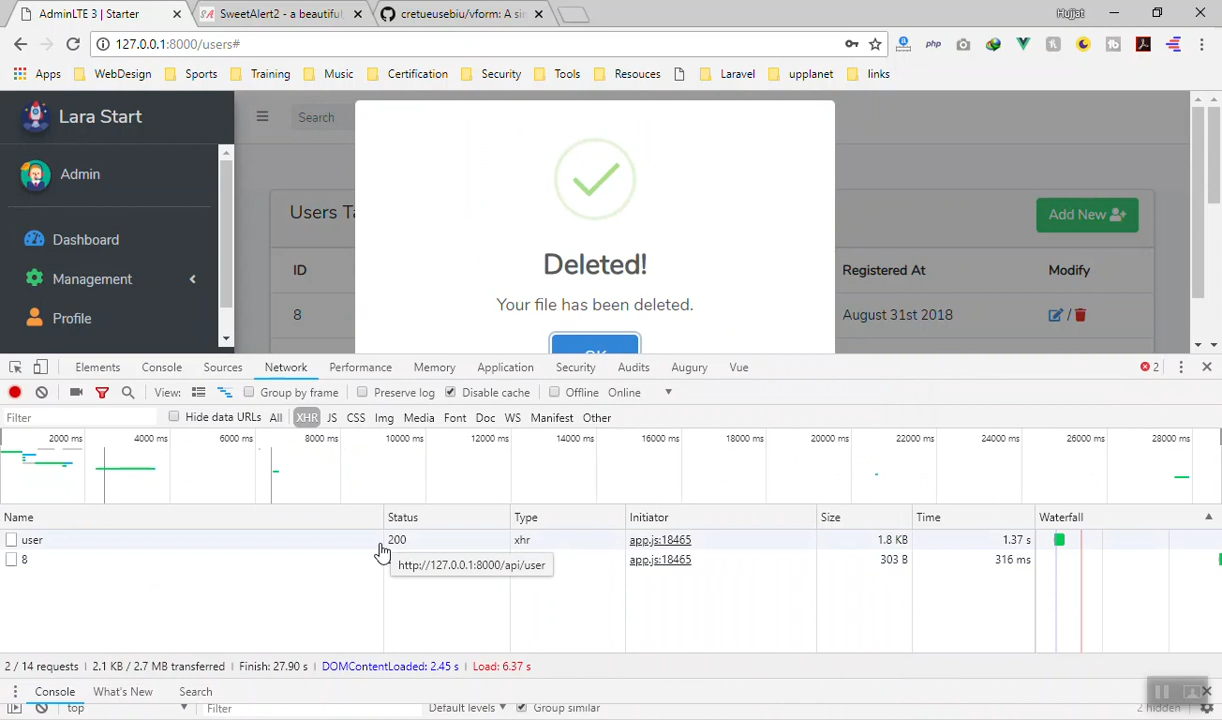 AdminLTE 3 | Starter
SweetAlert2 - a beautiful
cretueusebiu/vform: A sin
Hujjat
127.0.0.1:8000/users#
php
Apps WebDesign Sports Training Music Certification Security Tools Resouces Laravel upplanet links
Lara Start
Search
Admin
Dashboard
Management
Profile
Users Ta
Add New
ID
Registered At
Modify
8
August 31st 2018
/
Deleted!
Your file has been deleted.
OK
Elements Console Sources Network Performance Memory Application Security Audits Augury Vue
2
View: Group by frame Preserve log Disable cache Offline Online
Filter Hide data URLs All XHR JS CSS Img Media Font Doc WS Manifest Other
2000 ms 4000 ms 6000 ms 8000 ms 10000 ms 12000 ms 14000 ms 16000 ms 18000 ms 20000 ms 22000 ms 24000 ms 26000 ms 28000 ms
Name Status Type Initiator Size Time Waterfall
user 200 xhr app.js:18465 1.8 KB 1.37 s
http://127.0.0.1:8000/api/user
8 app.js:18465 303 B 316 ms
2 / 14 requests | 2.1 KB / 2.7 MB transferred | Finish: 27.90 s | DOMContentLoaded: 2.45 s | Load: 6.37 s
Console What's New Search
top Filter Default levels Group similar 2 hidden